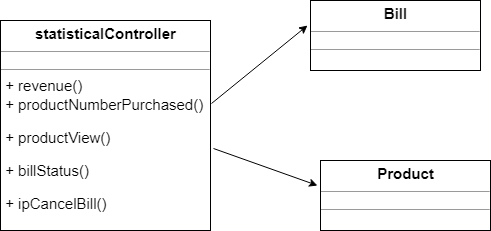 statisticalController
+ revenue()
+ productNumberPurchased()
+ productView()
+ billStatus()
+ ipCancelBill()
Bill
Product